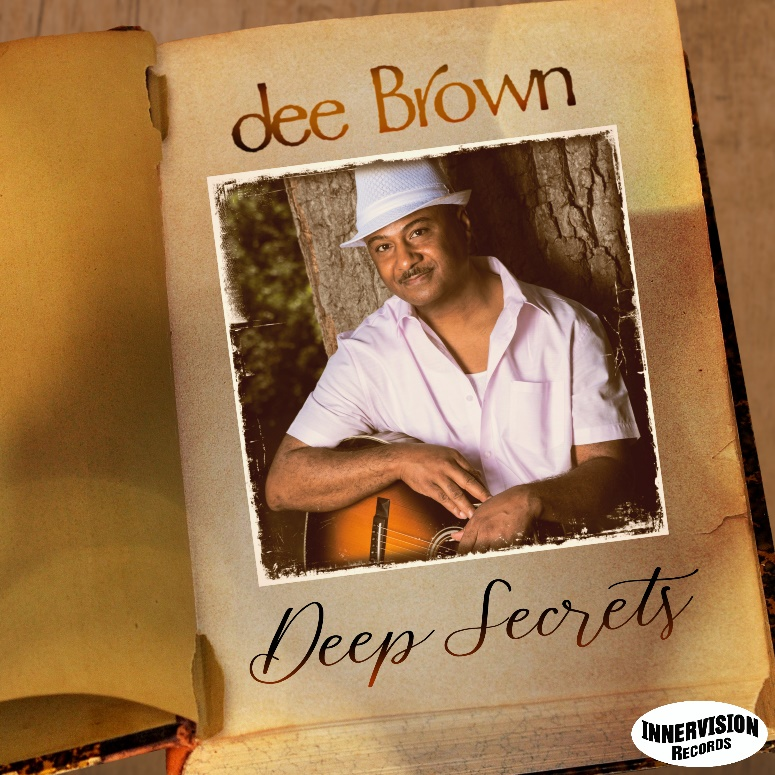 dee Brown
Deep Secrets
INNERVISION
RECORDS